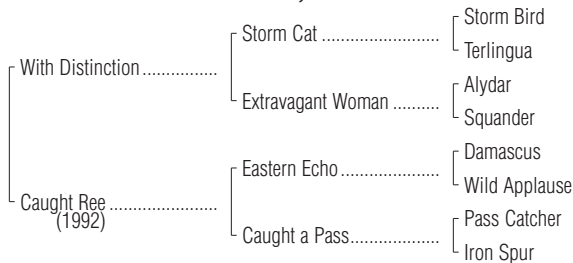 Storm Bird
Storm Cat ........................
Terlingua
With Distinction...............
Alydar
Extravagant Woman ..........
Squander
Damascus
Eastern Echo....................
Wild Applause
Caught Ree ......................
(1992)
Pass Catcher
Caught a Pass..................
Iron Spur